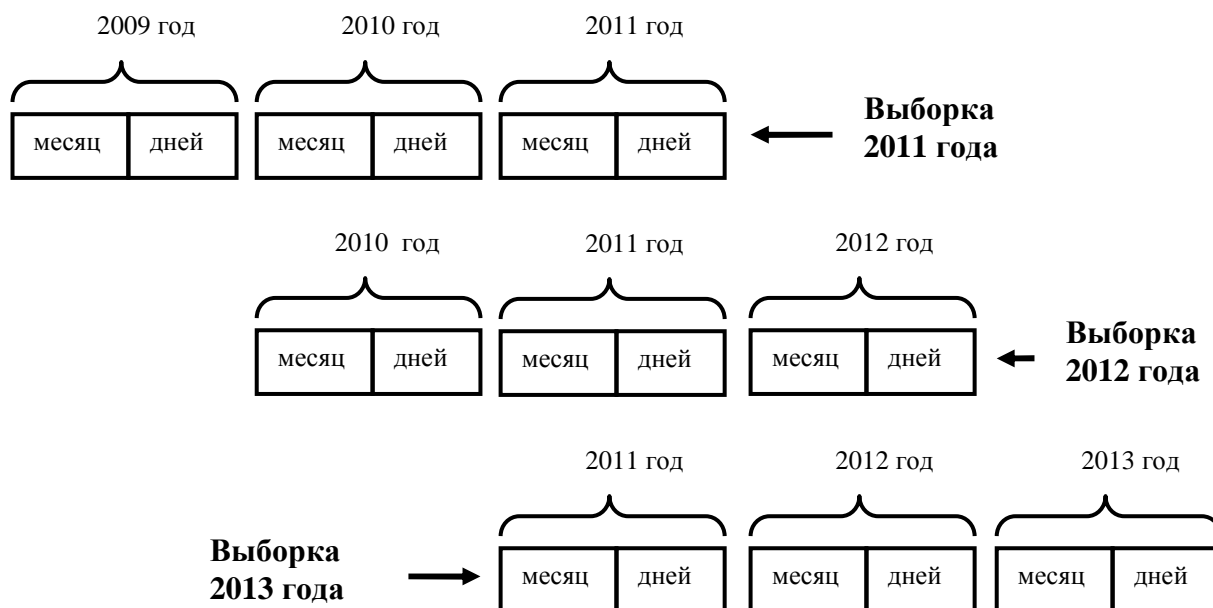 2009 год 2010 год 2011 год
месяц дней месяц дней месяц дней
Выборка
2011 года
2010 год 2011 год 2012 год
месяц дней месяц дней месяц дней
Выборка
2012 года
2011 год 2012 год 2013 год
Выборка
2013 года
месяц дней месяц дней месяц дней